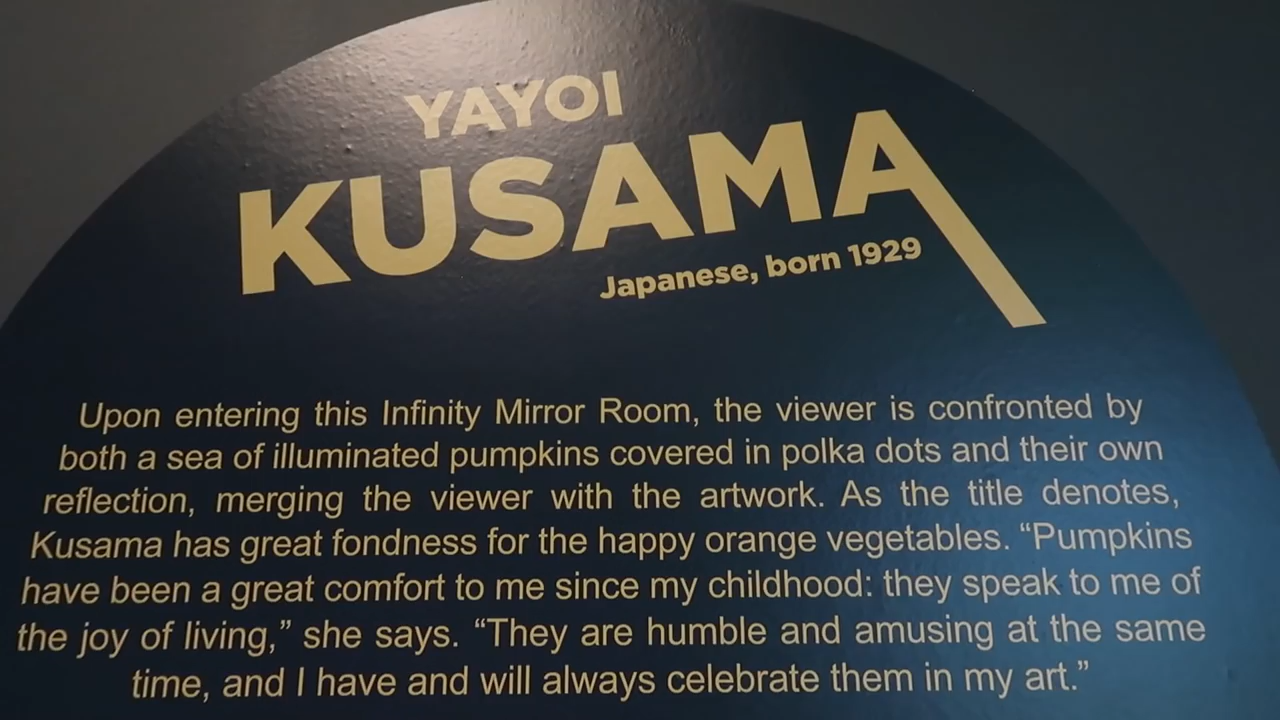 YAYOI
KUSAMA
Japanese, born 1929
Upon entering this Infinity Mirror Room, the viewer is confronted by
both a sea of illuminated pumpkins covered in polka dots and their own
reflection, merging the viewer with the artwork. As the title denotes,
Kusama has great fondness for the happy orange vegetables. “Pumpkins
have been a great comfort to me since my childhood: they speak to me of
the joy of living,” she says. “They are humble and amusing at the same
time, and I have and will always celebrate them in my art.”